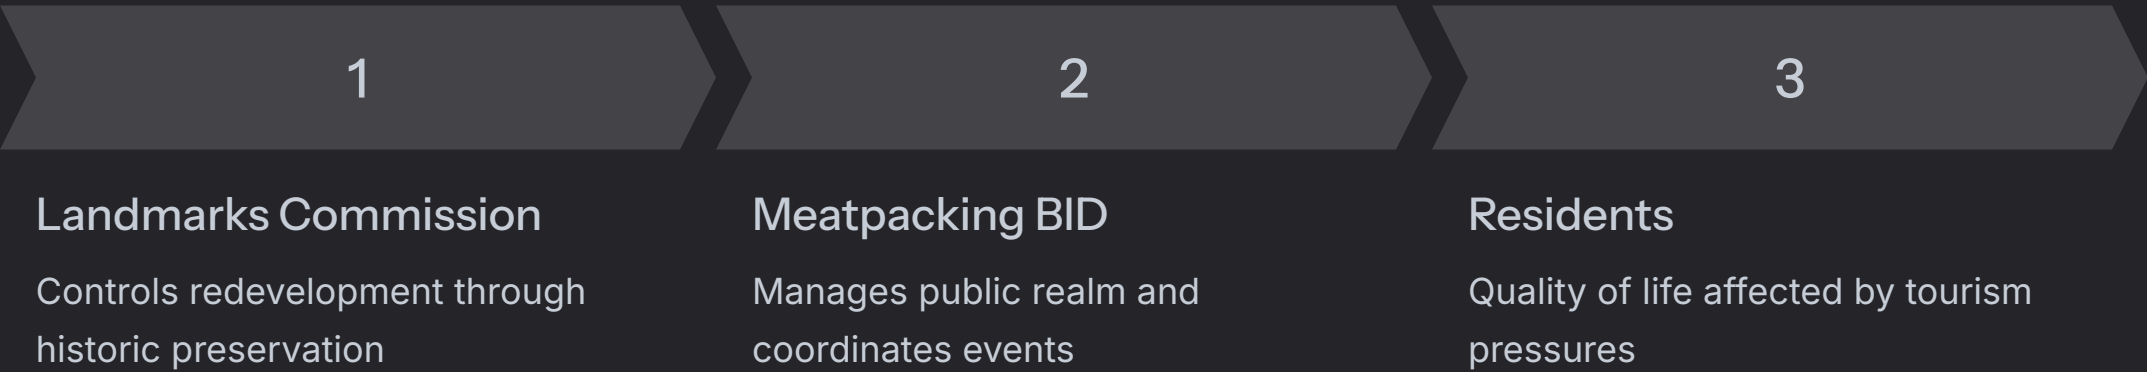 1
2
3
Landmarks Commission
Controls redevelopment through
historic preservation
Meatpacking BID
Manages public realm and
coordinates events
Residents
Quality of life affected by tourism
pressures